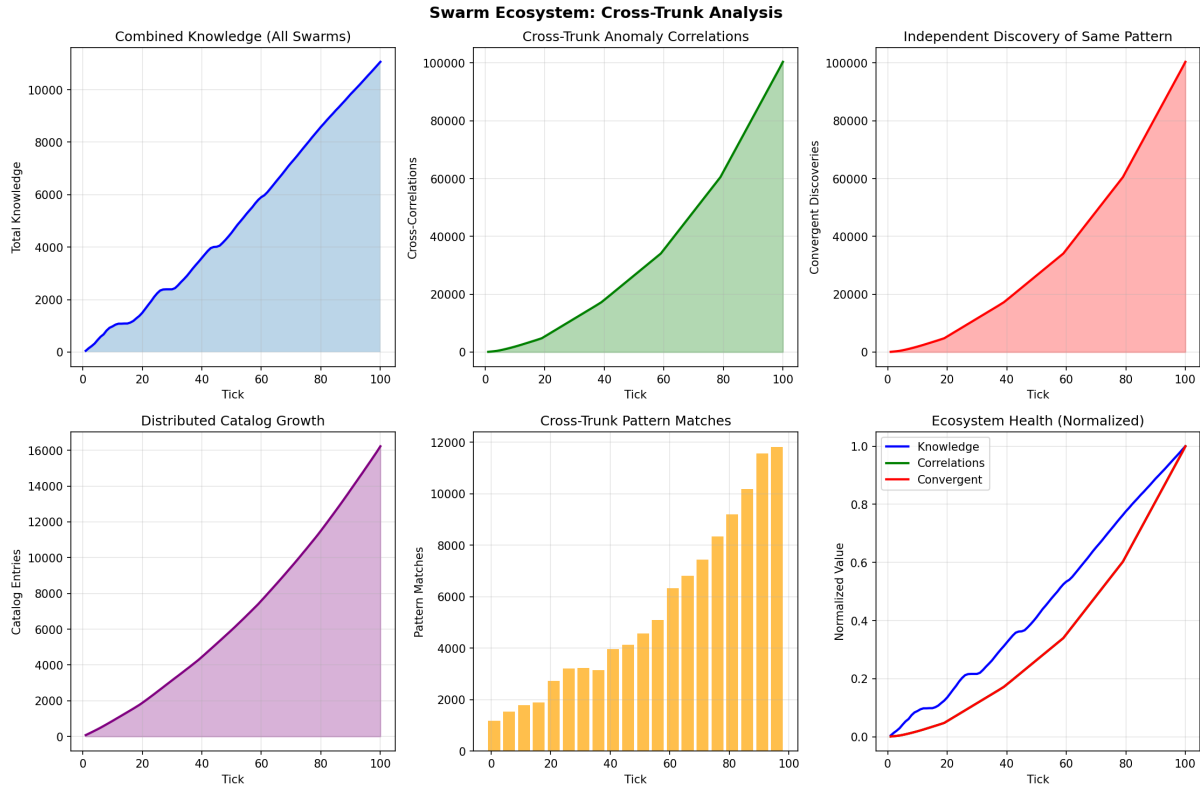 Swarm Ecosystem: Cross-Trunk Analysis
Combined Knowledge (All Swarms)
Total Knowledge
10000
8000
6000
4000
2000
0
0 20 40 60 80 100
Tick
Cross-Trunk Anomaly Correlations
Cross-Correlations
100000
80000
60000
40000
20000
0
0 20 40 60 80 100
Tick
Independent Discovery of Same Pattern
Convergent Discoveries
100000
80000
60000
40000
20000
0
0 20 40 60 80 100
Tick
Distributed Catalog Growth
Catalog Entries
16000
14000
12000
10000
8000
6000
4000
2000
0
0 20 40 60 80 100
Tick
Cross-Trunk Pattern Matches
Pattern Matches
12000
10000
8000
6000
4000
2000
0
0 20 40 60 80 100
Tick
Ecosystem Health (Normalized)
Normalized Value
1.0
0.8
0.6
0.4
0.2
0.0
Knowledge
Correlations
Convergent
0 20 40 60 80 100
Tick